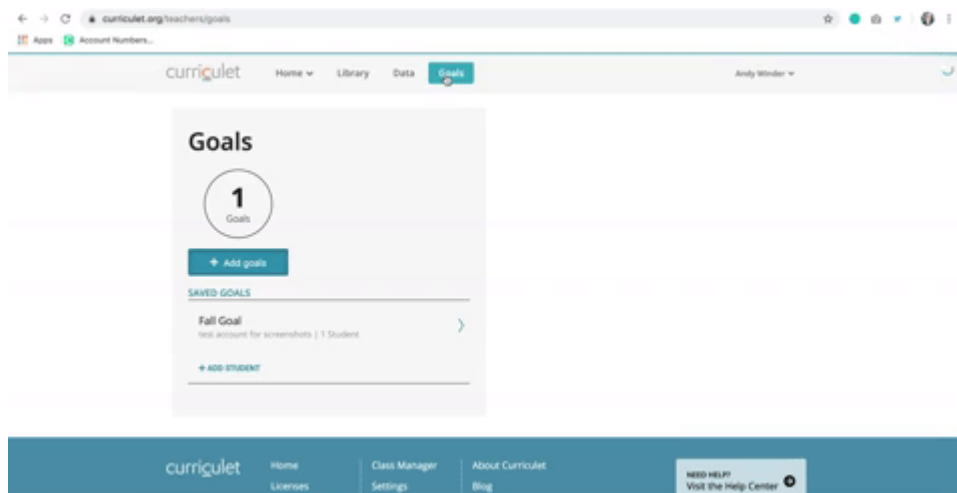 curriculet.org/teachers/goals
Apps Account Numbers...
curriculet Home Library Data Goals Andy Winder
Goals
1
Goals
+ Add goals
SAVED GOALS
Fall Goal
test account for screenshots | 1 Student
+ ADD STUDENT
curriculet Home Class Manager About Curriculet NEED HELP?
Licenses Settings Blog Visit the Help Center